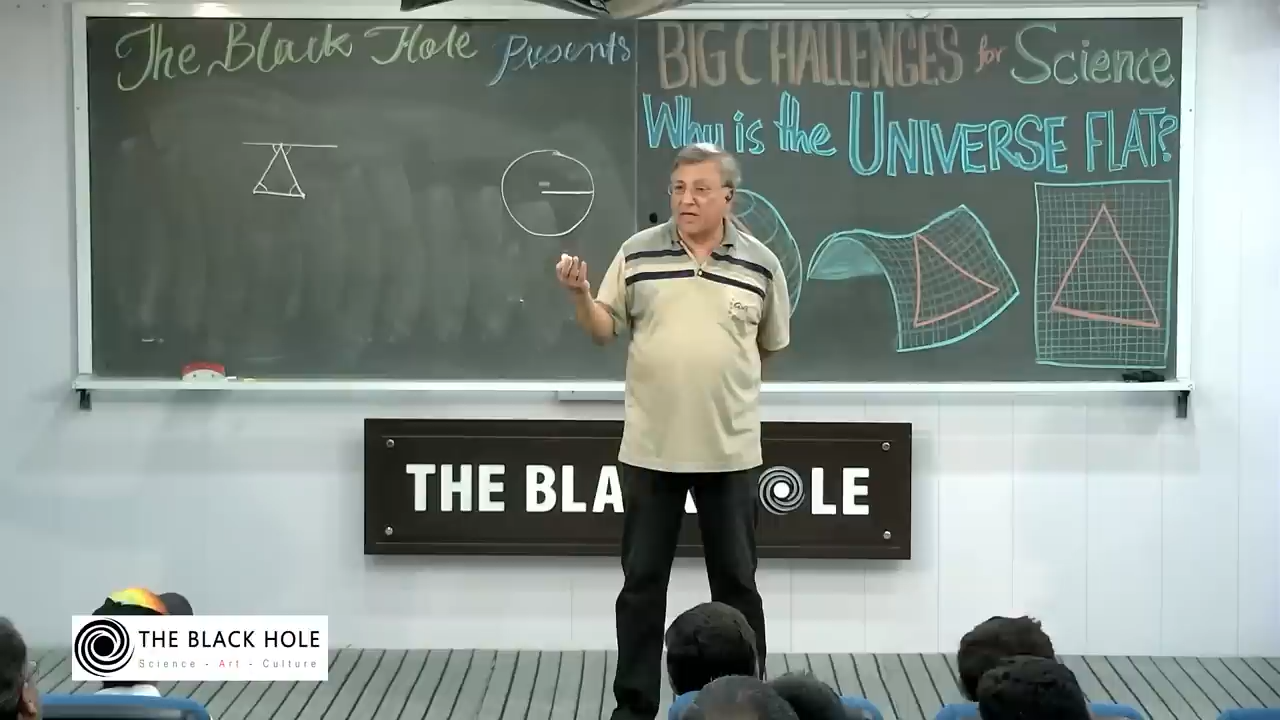 The Black Hole Presents
BIG CHALLENGES for Science
Why is the UNIVERSE FLAT?
THE BLA LE
THE BLACK HOLE
Science - Art - Culture